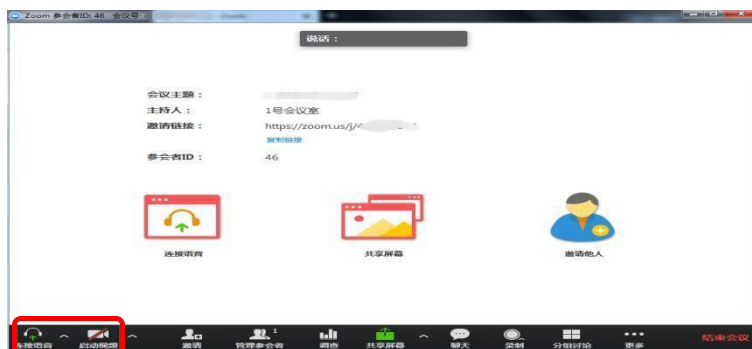 Zoom 参会者ID: 46 会议号:
说话：
会议主题：
主持人： 1号会议室
邀请链接： https://zoom.us/j/
复制链接
参会者ID： 46
连接语音 共享屏幕 邀请他人
连接语音 启动视频 邀请 管理参会者 1 调查 共享屏幕 聊天 录制 分组讨论 更多 结束会议